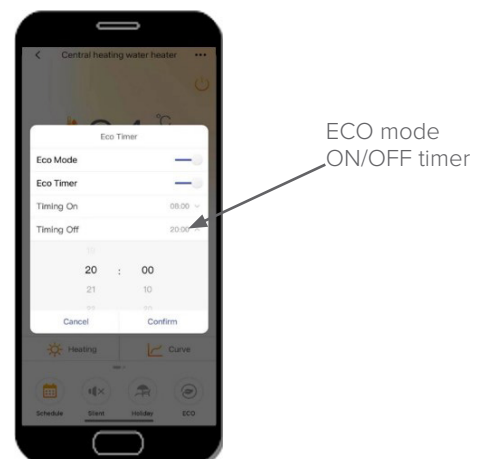 Central heating water heater
℃
Eco Timer
Eco Mode
Eco Timer
Timing On 08:00
Timing Off 20:00
20 : 00
21 10
Cancel Confirm
Heating Curve
Schedule Silent Holiday ECO
ECO mode
ON/OFF timer